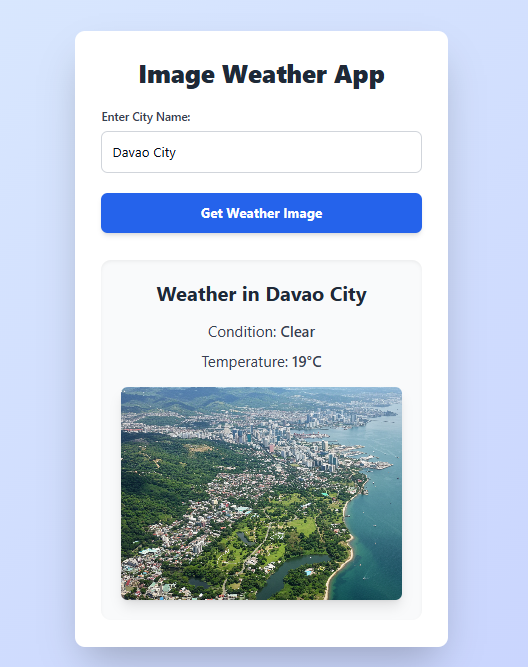 Image Weather App
Enter City Name:
Davao City
Get Weather Image
Weather in Davao City
Condition: Clear
Temperature: 19°C